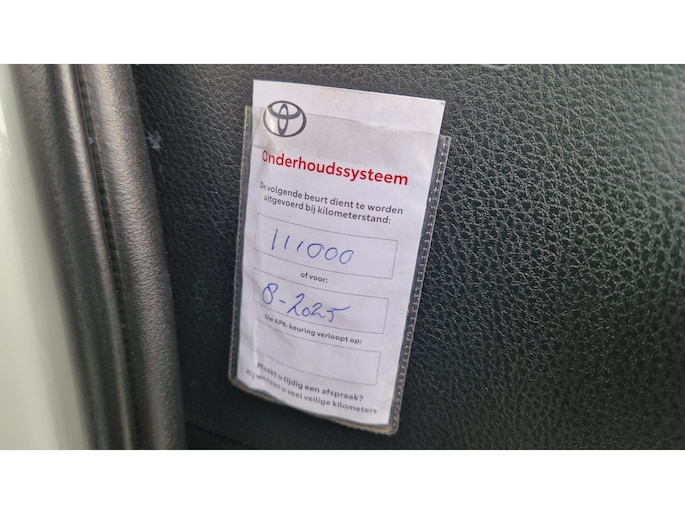 Onderhoudssysteem
De volgende beurt dient te worden
uitgevoerd bij kilometerstand:
111000
of voor:
8-2025
Uw APK-keuring verloopt op:
Maakt u tijdig een afspraak?
Wij wensen u veel veilige kilometers